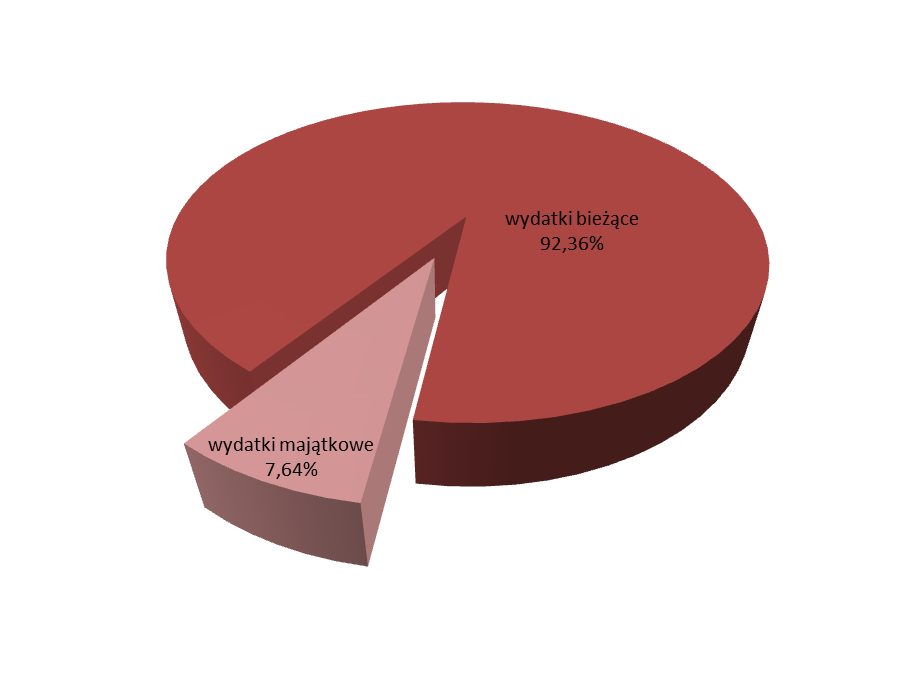 wydatki bieżące
92,36%
wydatki majątkowe
7,64%